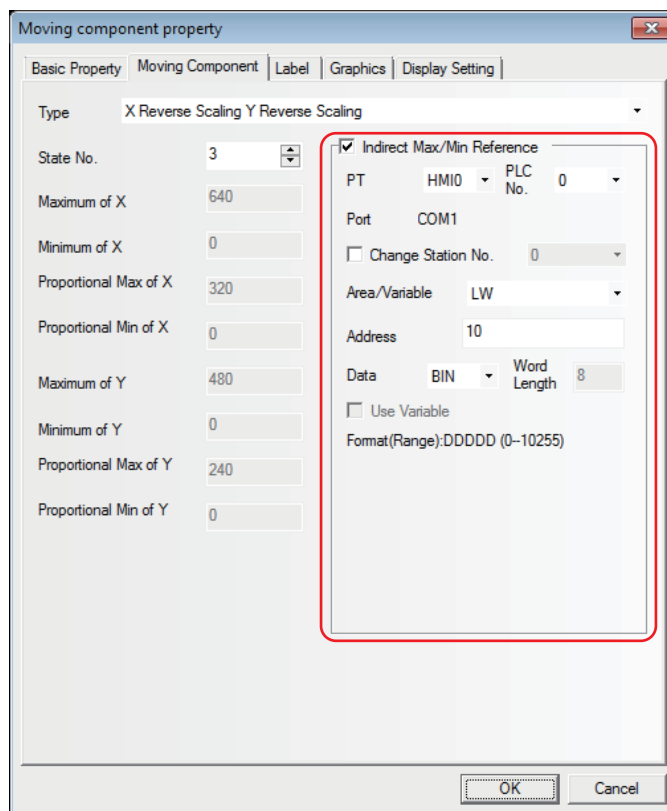 Moving component property
Basic Property Moving Component Label Graphics Display Setting
Type X Reverse Scaling Y Reverse Scaling
State No. 3
Maximum of X 640
Minimum of X 0
Proportional Max of X 320
Proportional Min of X 0
Maximum of Y 480
Minimum of Y 0
Proportional Max of Y 240
Proportional Min of Y 0
Indirect Max/Min Reference
PT HMI0 PLC No. 0
Port COM1
Change Station No. 0
Area/Variable LW
Address 10
Data BIN Word Length 8
Use Variable
Format(Range):DDDDD (0--10255)
OK Cancel